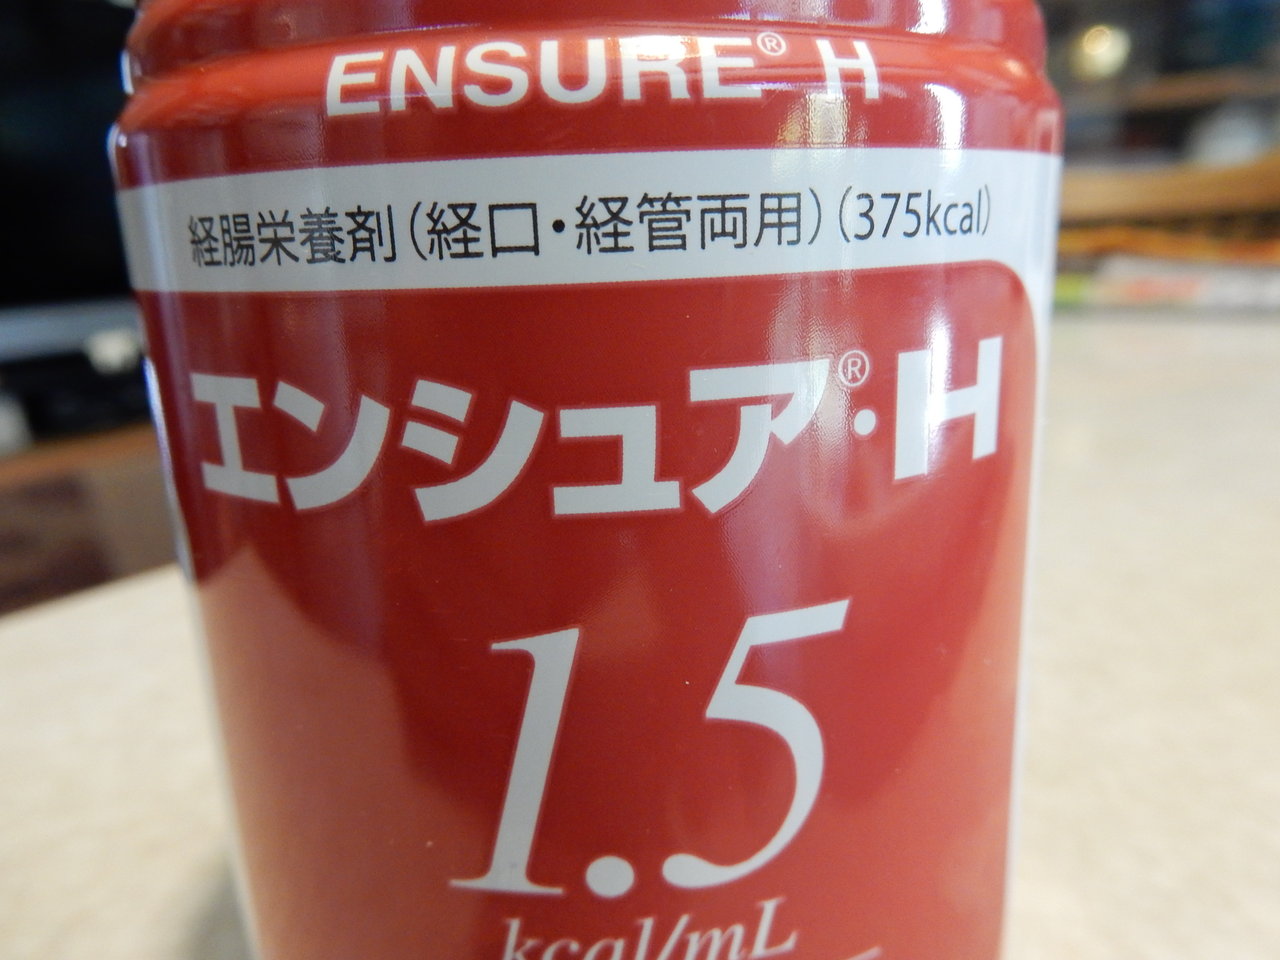 ENSURE® H
経腸栄養剤（経口・経管両用）（375kcal）
エンシュア®・H
1.5
kcal/mL